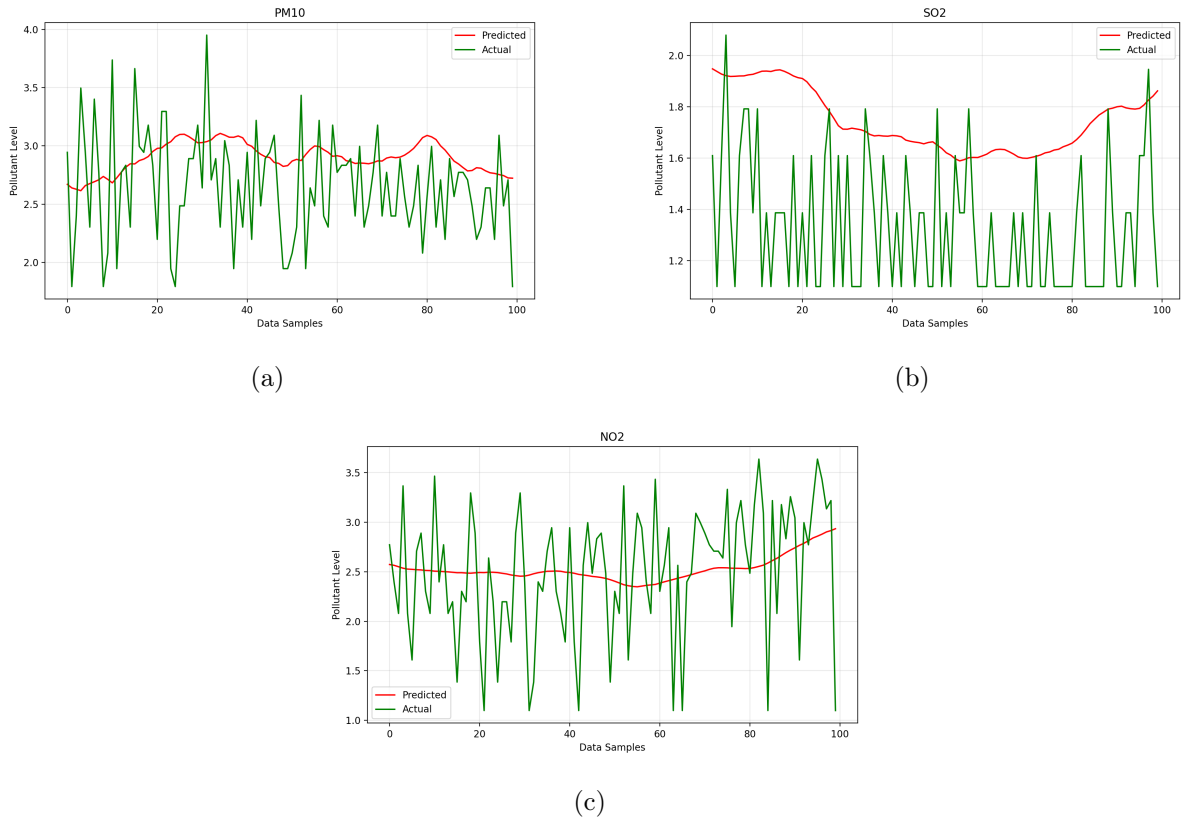 PM10
4.0
3.5
3.0
2.5
2.0
Pollutant Level
0 20 40 60 80 100
Data Samples
Predicted
Actual
(a)
SO2
2.0
1.8
1.6
1.4
1.2
Pollutant Level
0 20 40 60 80 100
Data Samples
Predicted
Actual
(b)
NO2
3.5
3.0
2.5
2.0
1.5
1.0
Pollutant Level
0 20 40 60 80 100
Data Samples
Predicted
Actual
(c)